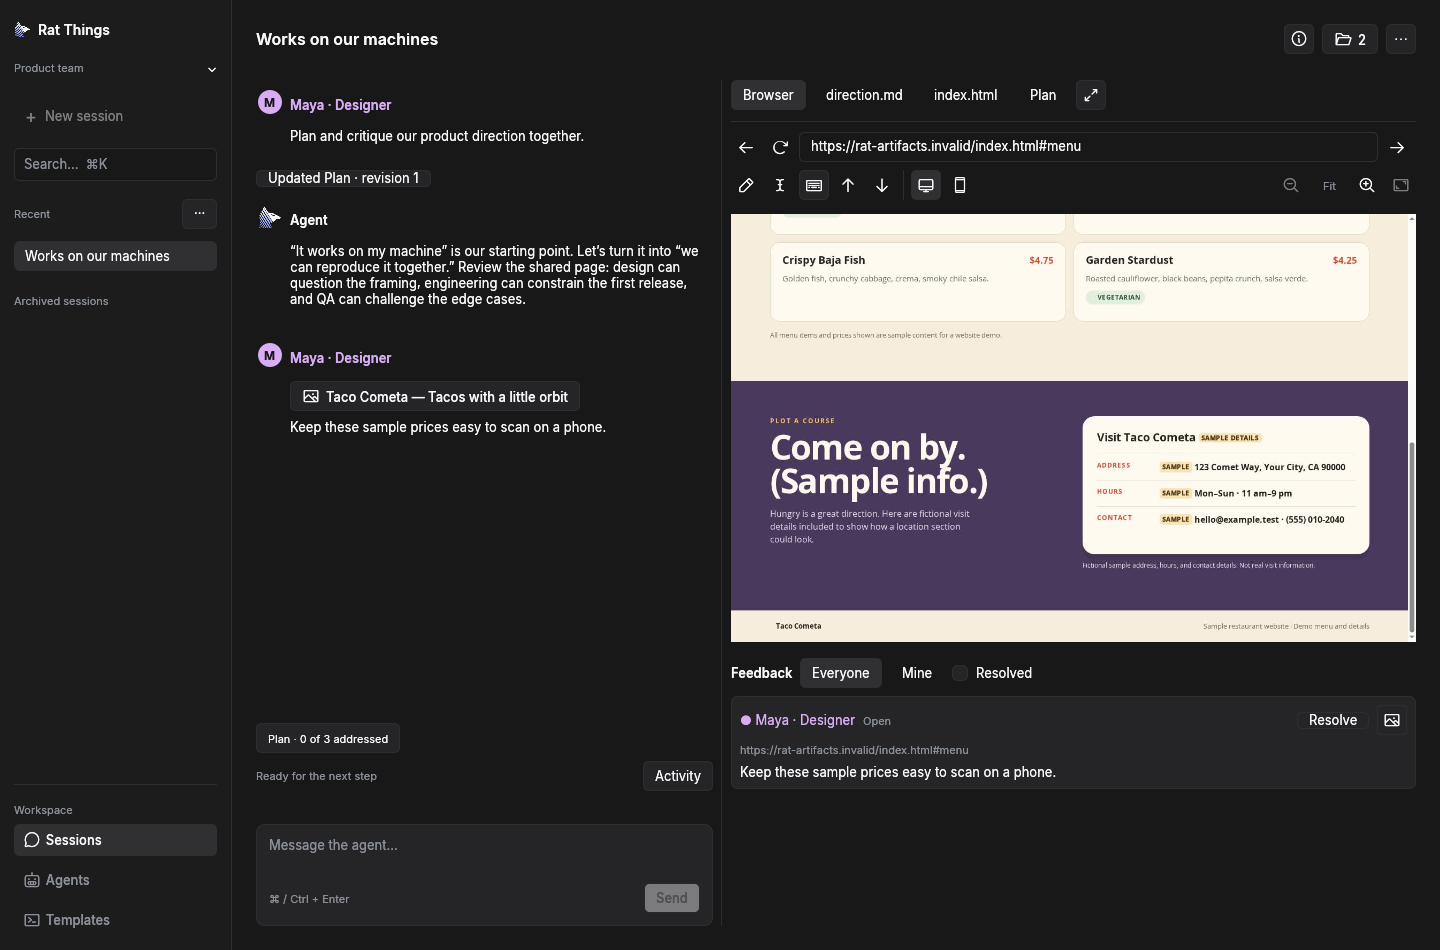 Rat Things
Product team
+ New session
Search... ⌘K
Recent
Works on our machines
Archived sessions
Workspace
Sessions
Agents
Templates
Works on our machines
2
M
Maya · Designer
Plan and critique our product direction together.
Updated Plan · revision 1
Agent
“It works on my machine” is our starting point. Let’s turn it into “we
can reproduce it together.” Review the shared page: design can
question the framing, engineering can constrain the first release,
and QA can challenge the edge cases.
M
Maya · Designer
Taco Cometa — Tacos with a little orbit
Keep these sample prices easy to scan on a phone.
Plan · 0 of 3 addressed
Ready for the next step
Activity
Message the agent...
⌘ / Ctrl + Enter
Send
Browser direction.md index.html Plan
https://rat-artifacts.invalid/index.html#menu
Fit
Crispy Baja Fish $4.75
Golden fish, crunchy cabbage, crema, smoky chile salsa.
Garden Stardust $4.25
Roasted cauliflower, black beans, pepita crunch, salsa verde.
VEGETARIAN
All menu items and prices shown are sample content for a website demo.
PLOT A COURSE
Come on by.
(Sample info.)
Hungry is a great direction. Here are fictional visit
details included to show how a location section
could look.
Visit Taco Cometa SAMPLE DETAILS
ADDRESS SAMPLE 123 Comet Way, Your City, CA 90000
HOURS SAMPLE Mon–Sun · 11 am–9 pm
CONTACT SAMPLE hello@example.test · (555) 010-2040
Fictional sample address, hours, and contact details. Not real visit information.
Taco Cometa
Sample restaurant website · Demo menu and details
Feedback Everyone Mine Resolved
Maya · Designer Open
Resolve
https://rat-artifacts.invalid/index.html#menu
Keep these sample prices easy to scan on a phone.